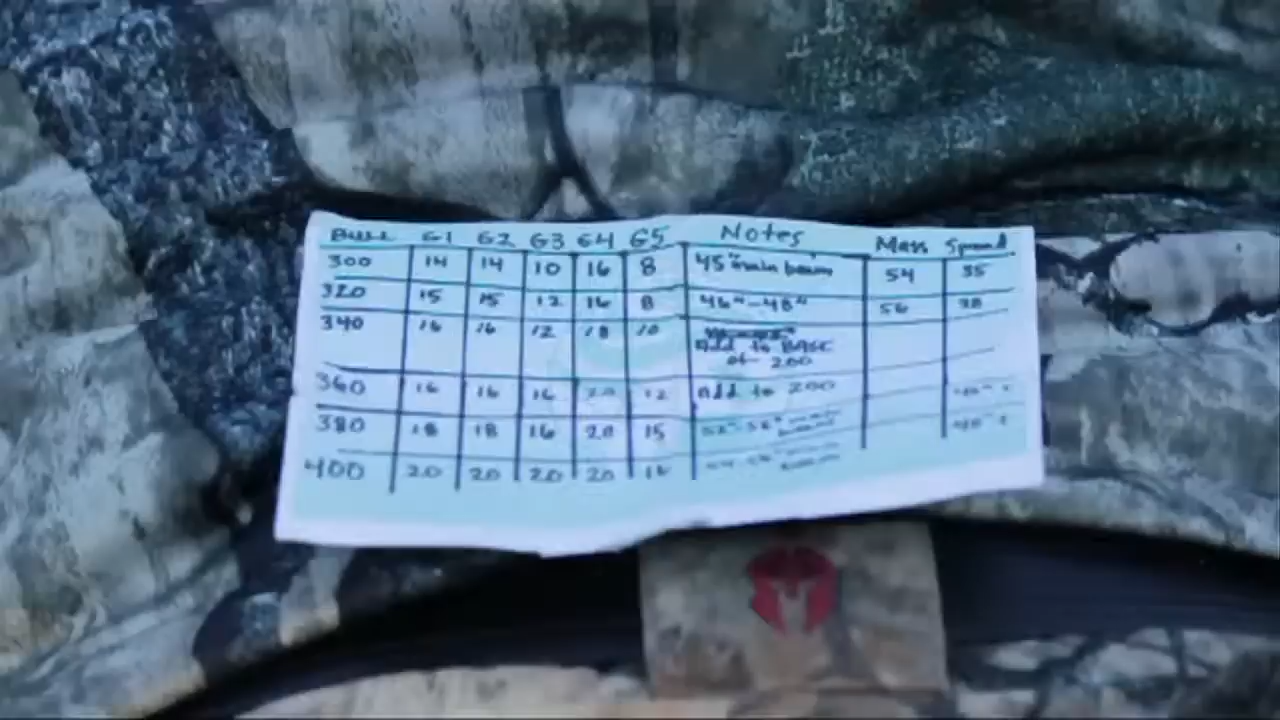 Bull G1 G2 G3 G4 G5 Notes Mass Spread
300 14 14 10 16 8 45" main beam 54 35
320 15 15 12 16 8 46"-48" 56 38
340 16 16 12 18 10
Add to BASE
of 200
360 16 16 16 20 12 Add to 200
380 18 18 16 20 15
400 20 20 20 20 16